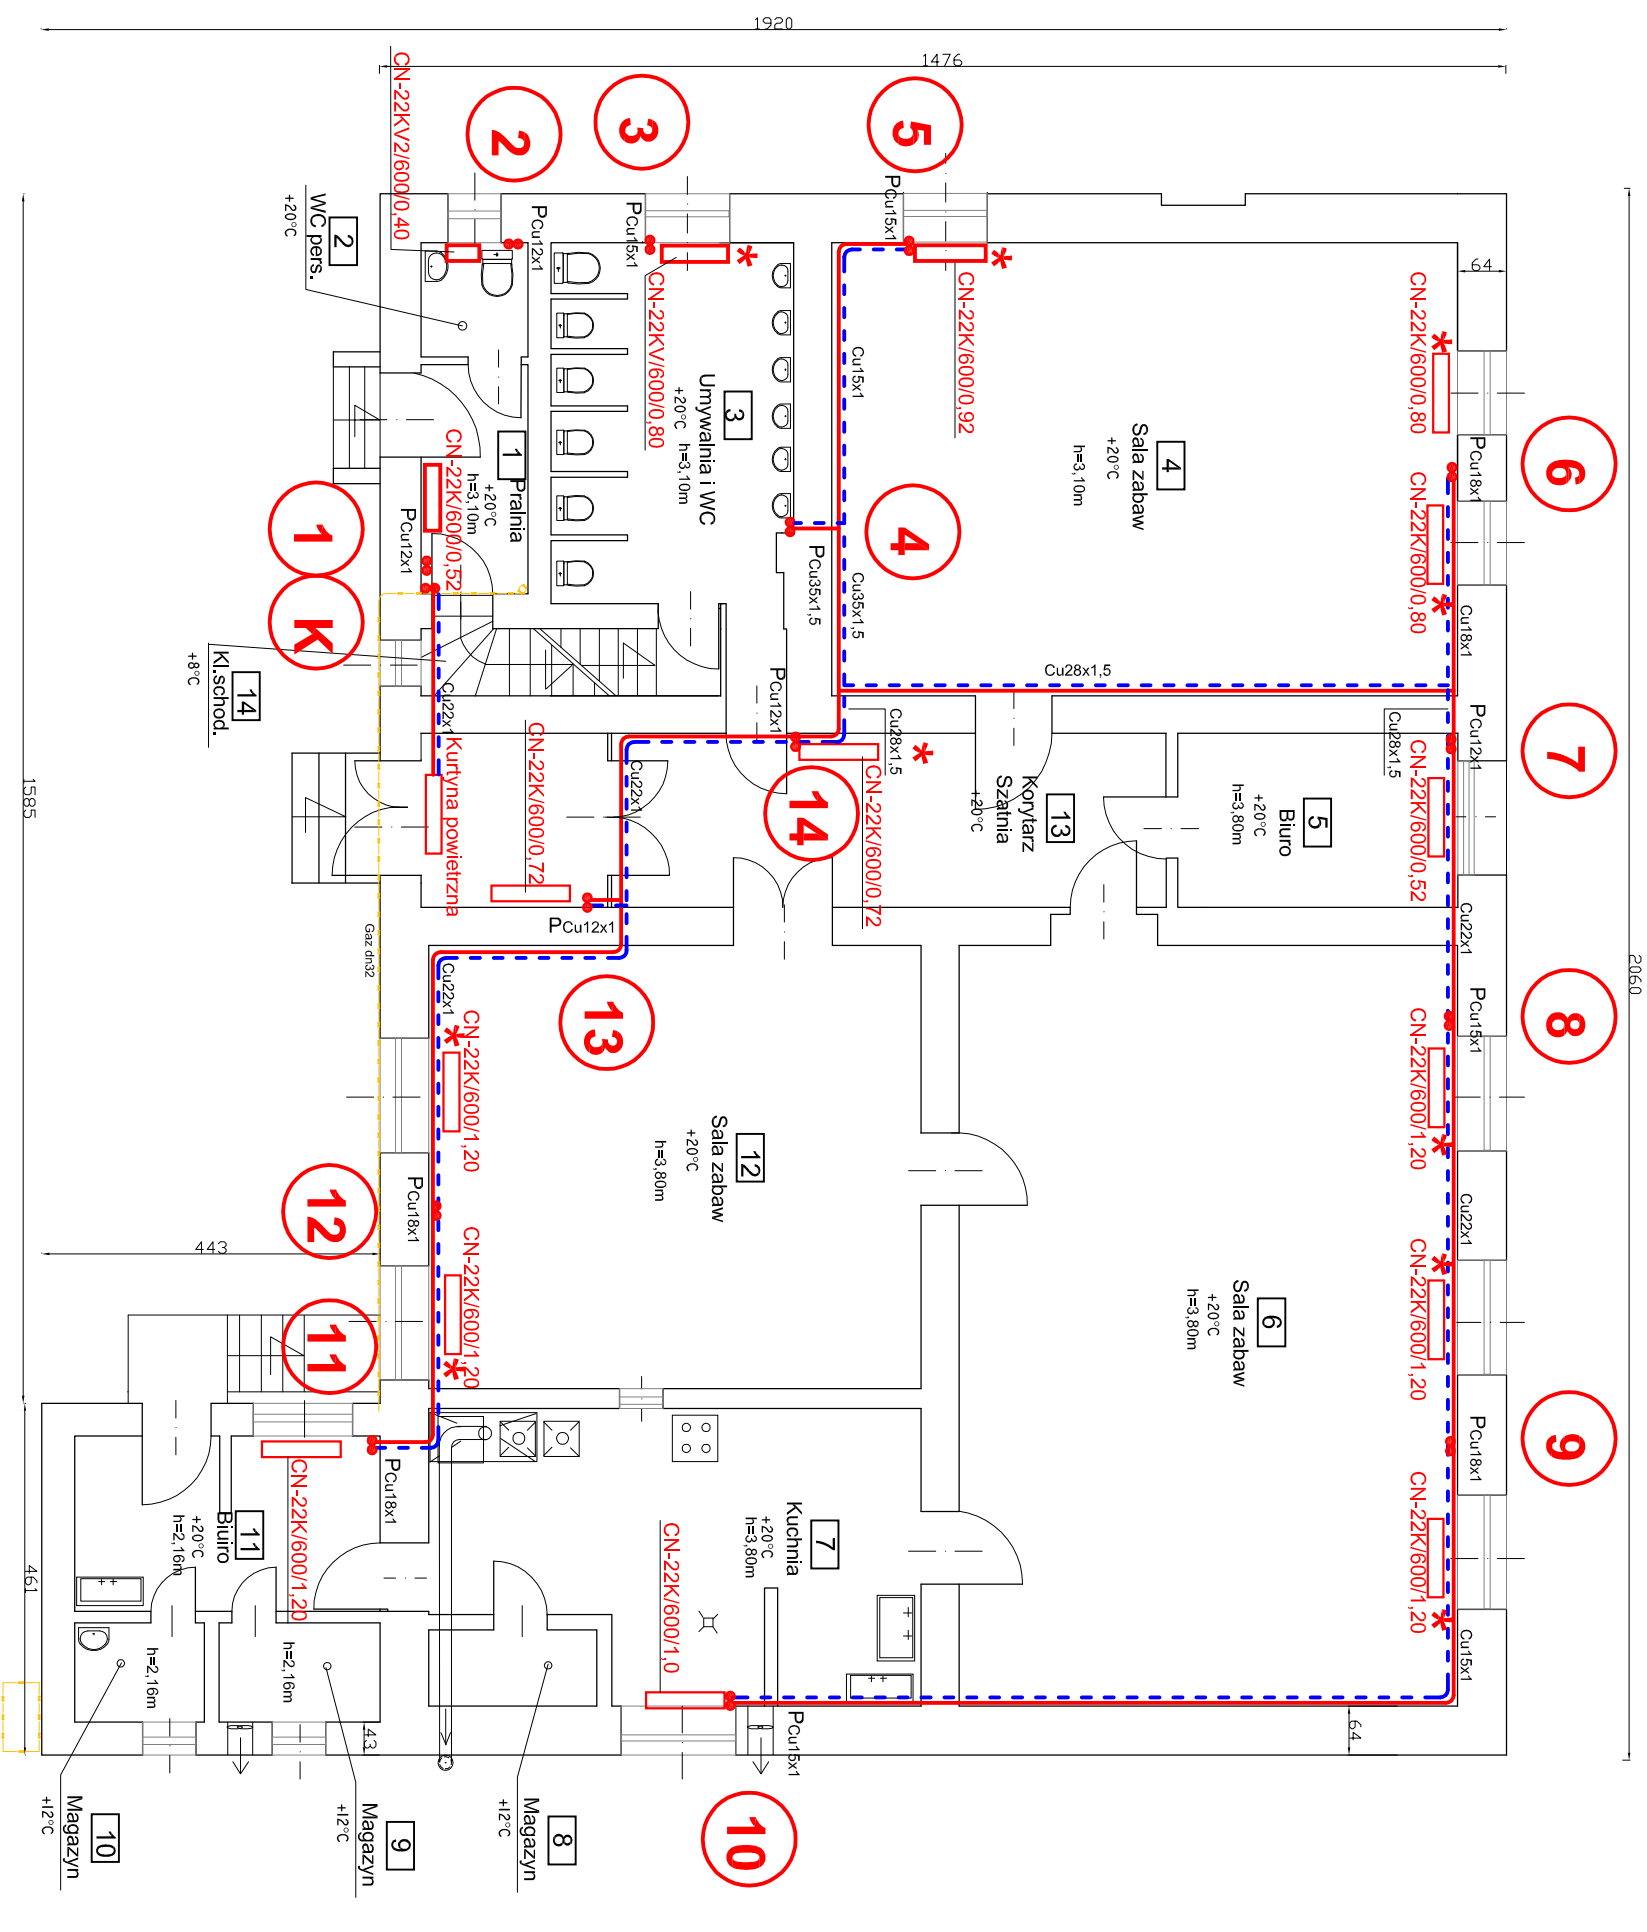 1920
1476
1585
2060
443
461
43
64
64
2
3
5
6
7
8
9
10
11
12
13
14
4
1
K
CN-22KV2/600/0,40
PCu12x1
2
WC pers.
+20°C
PCu15x1
CN-22KV/600/0,80
3
Umywalnia i WC
+20°C h=3,10m
PCu15x1
CN-22K/600/0,92
*
*
Cu15x1
4
Sala zabaw
+20°C
h=3,10m
CN-22K/600/0,80
*
PCu18x1
CN-22K/600/0,80
*
Cu18x1
1
Pralnia
+20°C
h=3,10m
CN-22K/600/0,52
PCu12x1
14
Kl.schod.
+8°C
Cu22x1
Kurtyna powietrzna
CN-22K/600/0,72
Cu22x1
PCu12x1
PCu35x1,5
Cu35x1,5
PCu12x1
Cu28x1,5
Cu28x1,5
*
CN-22K/600/0,72
13
Korytarz
Szatnia
+20°C
5
Biuro
+20°C
h=3,80m
Cu28x1,5
PCu12x1
CN-22K/600/0,52
Cu22x1
PCu15x1
CN-22K/600/1,20
*
Cu22x1
*
CN-22K/600/1,20
PCu18x1
CN-22K/600/1,20
*
Cu15x1
6
Sala zabaw
+20°C
h=3,80m
12
Sala zabaw
+20°C
h=3,80m
Gaz dn32
Cu22x1
*
CN-22K/600/1,20
PCu18x1
CN-22K/600/1,20
*
PCu18x1
CN-22K/600/1,20
11
Biuiro
+20°C
h=2,16m
h=2,16m
h=2,16m
7
Kuchnia
+20°C
h=3,80m
CN-22K/600/1,0
PCu15x1
8
Magazyn
+12°C
9
Magazyn
+12°C
10
Magazyn
+12°C